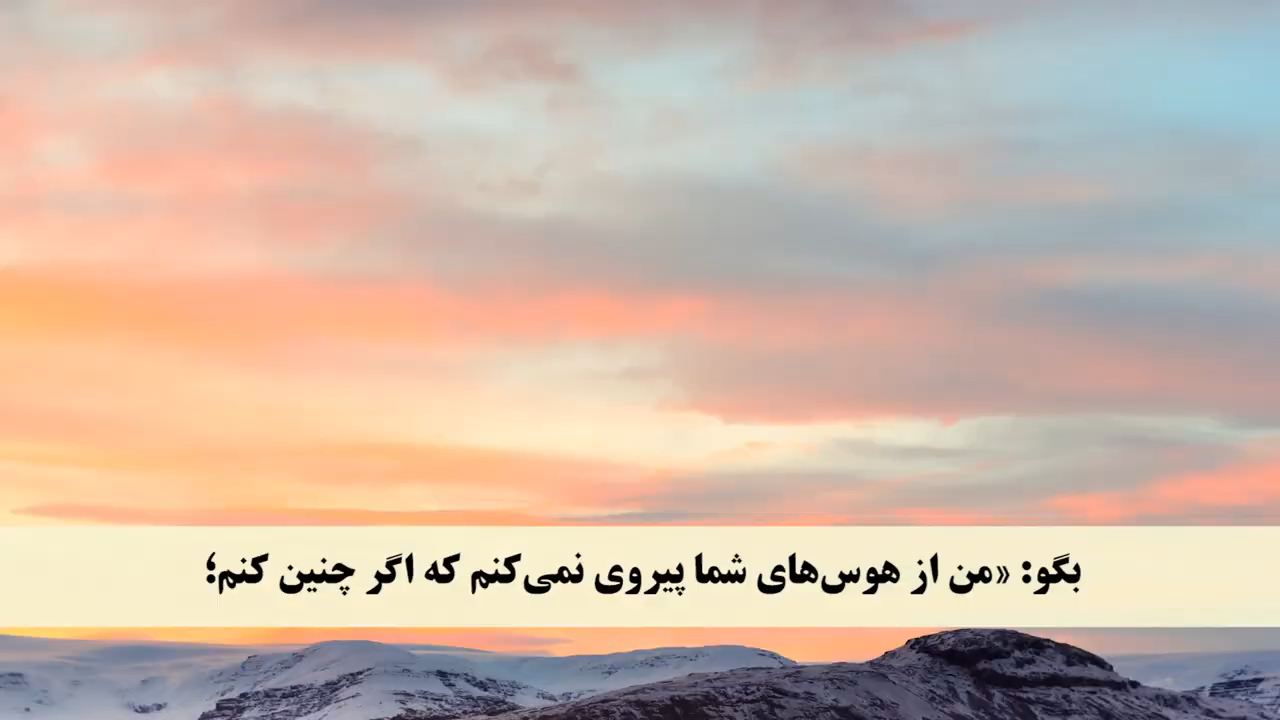 بگو: «من از هوس‌های شما پیروی نمی‌کنم که اگر چنین کنم؛